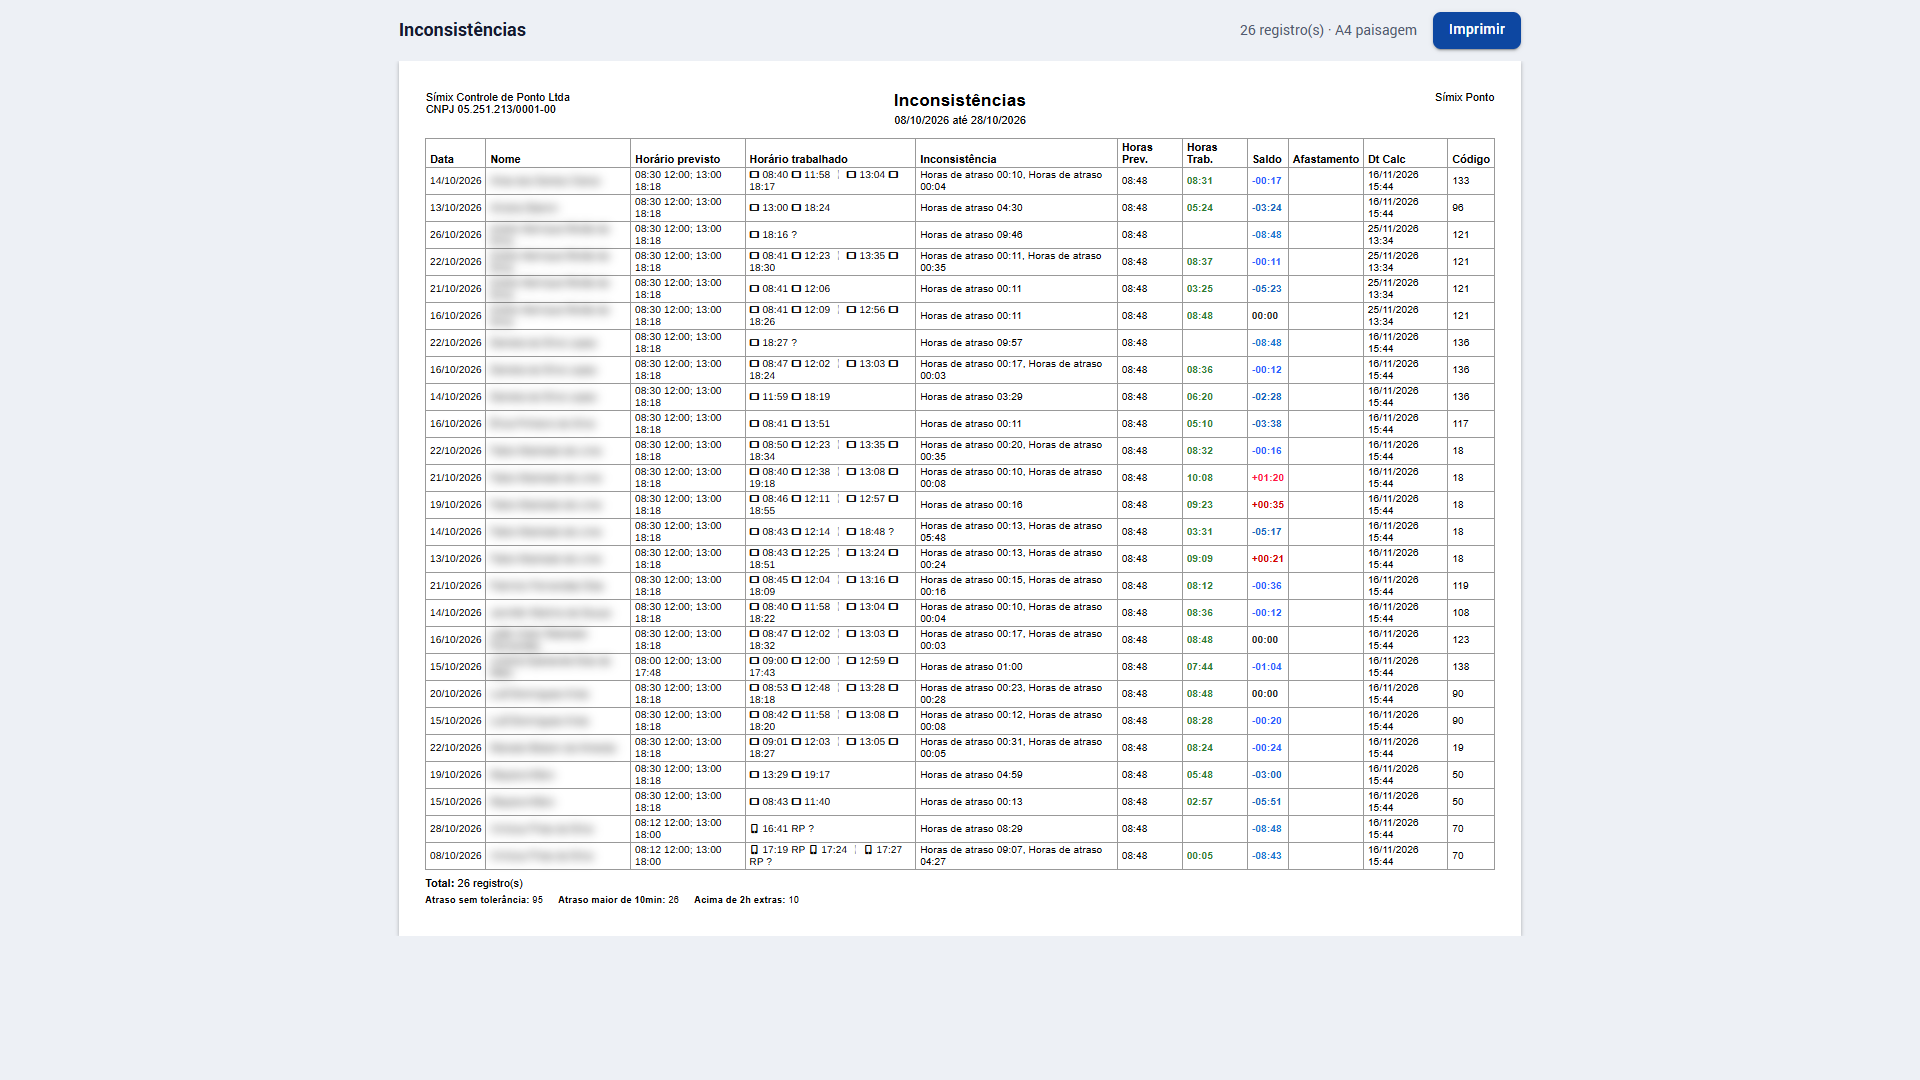 Inconsistências
26 registro(s) · A4 paisagem
Imprimir
Símix Controle de Ponto Ltda
CNPJ 05.251.213/0001-00
Inconsistências
08/10/2026 até 28/10/2026
Símix Ponto
Data Nome Horário previsto Horário trabalhado Inconsistência Horas Prev. Horas Trab. Saldo Afastamento Dt Calc Código
14/10/2026 08:30 12:00; 13:00 18:18 08:40 11:58 ¦ 13:04 18:17 Horas de atraso 00:10, Horas de atraso 00:04 08:48 08:31 -00:17 16/11/2026 15:44 133
13/10/2026 08:30 12:00; 13:00 18:18 13:00 18:24 Horas de atraso 04:30 08:48 05:24 -03:24 16/11/2026 15:44 96
26/10/2026 08:30 12:00; 13:00 18:18 18:16 ? Horas de atraso 09:46 08:48 -08:48 25/11/2026 13:34 121
22/10/2026 08:30 12:00; 13:00 18:18 08:41 12:23 ¦ 13:35 18:30 Horas de atraso 00:11, Horas de atraso 00:35 08:48 08:37 -00:11 25/11/2026 13:34 121
21/10/2026 08:30 12:00; 13:00 18:18 08:41 12:06 Horas de atraso 00:11 08:48 03:25 -05:23 25/11/2026 13:34 121
16/10/2026 08:30 12:00; 13:00 18:18 08:41 12:09 ¦ 12:56 18:26 Horas de atraso 00:11 08:48 08:48 00:00 25/11/2026 13:34 121
22/10/2026 08:30 12:00; 13:00 18:18 18:27 ? Horas de atraso 09:57 08:48 -08:48 16/11/2026 15:44 136
16/10/2026 08:30 12:00; 13:00 18:18 08:47 12:02 ¦ 13:03 18:24 Horas de atraso 00:17, Horas de atraso 00:03 08:48 08:36 -00:12 16/11/2026 15:44 136
14/10/2026 08:30 12:00; 13:00 18:18 11:59 18:19 Horas de atraso 03:29 08:48 06:20 -02:28 16/11/2026 15:44 136
16/10/2026 08:30 12:00; 13:00 18:18 08:41 13:51 Horas de atraso 00:11 08:48 05:10 -03:38 16/11/2026 15:44 117
22/10/2026 08:30 12:00; 13:00 18:18 08:50 12:23 ¦ 13:35 18:34 Horas de atraso 00:20, Horas de atraso 00:35 08:48 08:32 -00:16 16/11/2026 15:44 18
21/10/2026 08:30 12:00; 13:00 18:18 08:40 12:38 ¦ 13:08 19:18 Horas de atraso 00:10, Horas de atraso 00:08 08:48 10:08 +01:20 16/11/2026 15:44 18
19/10/2026 08:30 12:00; 13:00 18:18 08:46 12:11 ¦ 12:57 18:55 Horas de atraso 00:16 08:48 09:23 +00:35 16/11/2026 15:44 18
14/10/2026 08:30 12:00; 13:00 18:18 08:43 12:14 ¦ 18:48 ? Horas de atraso 00:13, Horas de atraso 05:48 08:48 03:31 -05:17 16/11/2026 15:44 18
13/10/2026 08:30 12:00; 13:00 18:18 08:43 12:25 ¦ 13:24 18:51 Horas de atraso 00:13, Horas de atraso 00:24 08:48 09:09 +00:21 16/11/2026 15:44 18
21/10/2026 08:30 12:00; 13:00 18:18 08:45 12:04 ¦ 13:16 18:09 Horas de atraso 00:15, Horas de atraso 00:16 08:48 08:12 -00:36 16/11/2026 15:44 119
14/10/2026 08:30 12:00; 13:00 18:18 08:40 11:58 ¦ 13:04 18:22 Horas de atraso 00:10, Horas de atraso 00:04 08:48 08:36 -00:12 16/11/2026 15:44 108
16/10/2026 08:30 12:00; 13:00 18:18 08:47 12:02 ¦ 13:03 18:32 Horas de atraso 00:17, Horas de atraso 00:03 08:48 08:48 00:00 16/11/2026 15:44 123
15/10/2026 08:00 12:00; 13:00 17:48 09:00 12:00 ¦ 12:59 17:43 Horas de atraso 01:00 08:48 07:44 -01:04 16/11/2026 15:44 138
20/10/2026 08:30 12:00; 13:00 18:18 08:53 12:48 ¦ 13:28 18:18 Horas de atraso 00:23, Horas de atraso 00:28 08:48 08:48 00:00 16/11/2026 15:44 90
15/10/2026 08:30 12:00; 13:00 18:18 08:42 11:58 ¦ 13:08 18:20 Horas de atraso 00:12, Horas de atraso 00:08 08:48 08:28 -00:20 16/11/2026 15:44 90
22/10/2026 08:30 12:00; 13:00 18:18 09:01 12:03 ¦ 13:05 18:27 Horas de atraso 00:31, Horas de atraso 00:05 08:48 08:24 -00:24 16/11/2026 15:44 19
19/10/2026 08:30 12:00; 13:00 18:18 13:29 19:17 Horas de atraso 04:59 08:48 05:48 -03:00 16/11/2026 15:44 50
15/10/2026 08:30 12:00; 13:00 18:18 08:43 11:40 Horas de atraso 00:13 08:48 02:57 -05:51 16/11/2026 15:44 50
28/10/2026 08:12 12:00; 13:00 18:00 16:41 RP ? Horas de atraso 08:29 08:48 -08:48 16/11/2026 15:44 70
08/10/2026 08:12 12:00; 13:00 18:00 17:19 RP 17:24 ¦ 17:27 RP ? Horas de atraso 09:07, Horas de atraso 04:27 08:48 00:05 -08:43 16/11/2026 15:44 70
Total: 26 registro(s)
Atraso sem tolerância: 95 Atraso maior de 10min: 26 Acima de 2h extras: 10